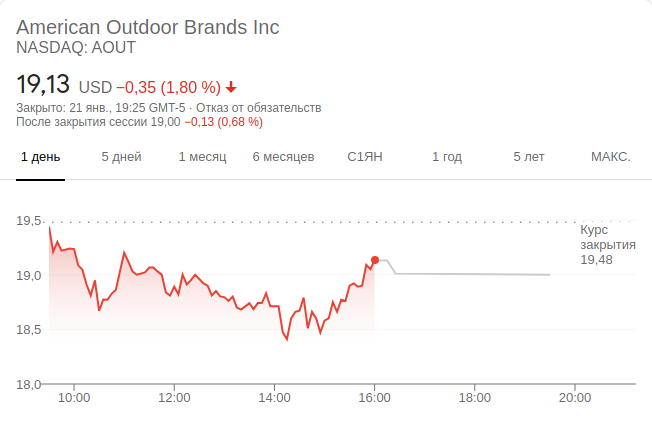 American Outdoor Brands Inc
NASDAQ: AOUT
19,13 USD −0,35 (1,80 %)
Закрыто: 21 янв., 19:25 GMT-5 · Отказ от обязательств
После закрытия сессии 19,00 −0,13 (0,68 %)
1 день 5 дней 1 месяц 6 месяцев С1ЯН 1 год 5 лет МАКС.
19,5
Курс
закрытия
19,48
19,0
18,5
18,0
10:00 12:00 14:00 16:00 18:00 20:00